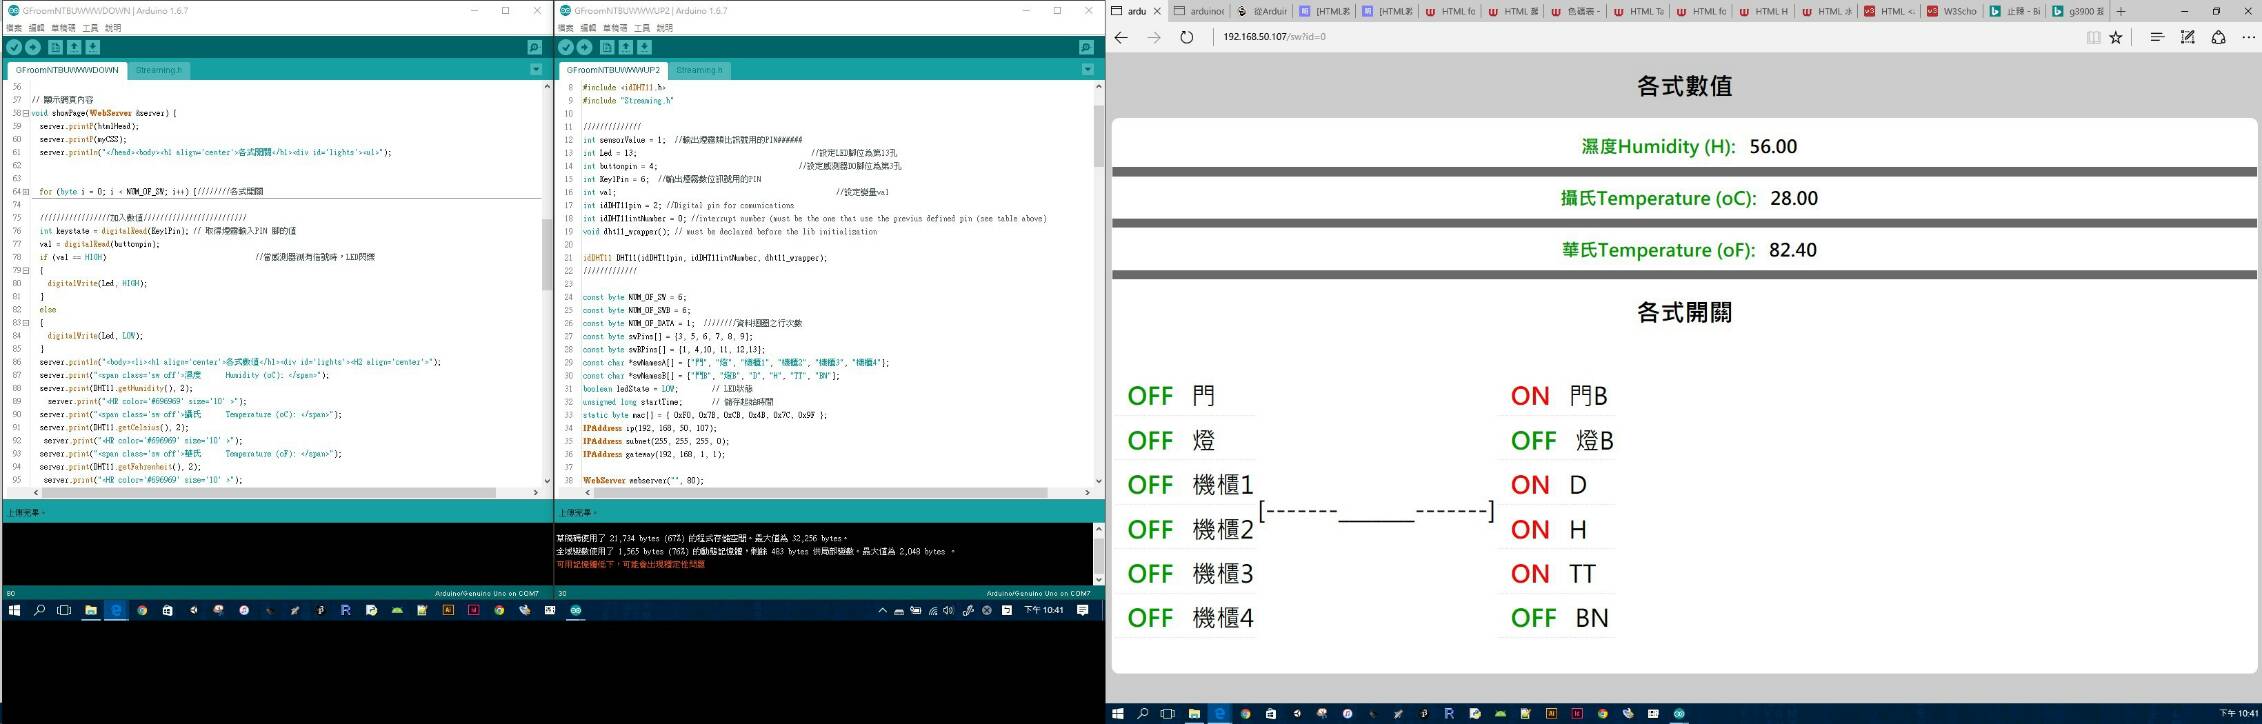 GFroomNTBUWWWDOWN | Arduino 1.6.7
檔案 編輯 草稿碼 工具 說明
GFroomNTBUWWWDOWN Streaming.h
56
57 // 顯示網頁內容
58 void showPage(WebServer &server) {
59 server.printP(htmlHead);
60 server.printP(myCSS);
61 server.println("</head><body><h1 align='center'>各式開關</h1><div id='lights'><ul>");
62
63
64 for (byte i = 0; i < NUM_OF_SW; i++) {////////各式開關
74
75 /////////////////加入數值/////////////////////////
76 int keystate = digitalRead(Key1Pin); // 取得煙霧輸入PIN 腳的值
77 val = digitalRead(buttonpin);
78 if (val == HIGH) //當感測器測有信號時，LED閃爍
79 {
80 digitalWrite(Led, HIGH);
81 }
82 else
83 {
84 digitalWrite(Led, LOW);
85 }
86 server.println("<body><li><h1 align='center'>各式數值</h1><div id='lights'><H2 align='center'>");
87 server.print("<span class='sw off'>濕度 Humidity (oC): </span>");
88 server.print(DHT11.getHumidity(), 2);
89 server.print("<HR color='#696969' size='10' >");
90 server.print("<span class='sw off'>攝氏 Temperature (oC): </span>");
91 server.print(DHT11.getCelsius(), 2);
92 server.print("<HR color='#696969' size='10' >");
93 server.print("<span class='sw off'>華氏 Temperature (oF): </span>");
94 server.print(DHT11.getFahrenheit(), 2);
95 server.print("<HR color='#696969' size='10' >");
上傳完畢。
80 Arduino/Genuino Uno on COM7
GFroomNTBUWWWUP2 | Arduino 1.6.7
檔案 編輯 草稿碼 工具 說明
GFroomNTBUWWWUP2 Streaming.h
8 #include <idDHT11.h>
9 #include "Streaming.h"
10
11 //////////////
12 int sensorValue = 1; //輸出煙霧類比訊號用的PIN######
13 int Led = 13; //設定LED腳位為第13孔
14 int buttonpin = 4; //設定感測器DO腳位為第3孔
15 int Key1Pin = 6; //輸出煙霧數位訊號用的PIN
16 int val; //設定變量val
17 int idDHT11pin = 2; //Digital pin for comunications
18 int idDHT11intNumber = 0; //interrupt number (must be the one that use the previus defined pin (see table above)
19 void dht11_wrapper(); // must be declared before the lib initialization
20
21 idDHT11 DHT11(idDHT11pin, idDHT11intNumber, dht11_wrapper);
22 /////////////
23
24 const byte NUM_OF_SW = 6;
25 const byte NUM_OF_SWB = 6;
26 const byte NUM_OF_DATA = 1; ////////資料迴圈之行次數
27 const byte swPins[] = {3, 5, 6, 7, 8, 9};
28 const byte swBPins[] = {1, 4,10, 11, 12,13};
29 const char *swNamesA[] = {"門", "燈", "機櫃1", "機櫃2", "機櫃3", "機櫃4"};
30 const char *swNamesB[] = {"門B", "燈B", "D", "H", "TT", "BN"};
31 boolean ledState = LOW; // LED狀態
32 unsigned long startTime; // 儲存起始時間
33 static byte mac[] = { 0xF0, 0x7B, 0xCB, 0x4B, 0x7C, 0x9F };
34 IPAddress ip(192, 168, 50, 107);
35 IPAddress subnet(255, 255, 255, 0);
36 IPAddress gateway(192, 168, 1, 1);
37
38 WebServer webserver("", 80);
上傳完畢。
草稿碼使用了 21,734 bytes (67%) 的程式存儲空間。最大值為 32,256 bytes。
全域變數使用了 1,565 bytes (76%) 的動態記憶體，剩餘 483 bytes 供局部變數。最大值為 2,048 bytes 。
可用記憶體低下，可能會出現穩定性問題
30 Arduino/Genuino Uno on COM7
下午 10:41
ardu arduino 從Arduir [HTML教 [HTML教 HTML fo HTML 麗 色碼表 - HTML Ta HTML fo HTML H HTML 水 HTML <i W3Scho 止辣 - Bi g3900 超
192.168.50.107/sw?id=0
各式數值
濕度Humidity (H): 56.00
攝氏Temperature (oC): 28.00
華氏Temperature (oF): 82.40
各式開關
OFF 門
OFF 燈
OFF 機櫃1
OFF 機櫃2
OFF 機櫃3
OFF 機櫃4
[-------______-------]
ON 門B
OFF 燈B
ON D
ON H
ON TT
OFF BN
下午 10:41